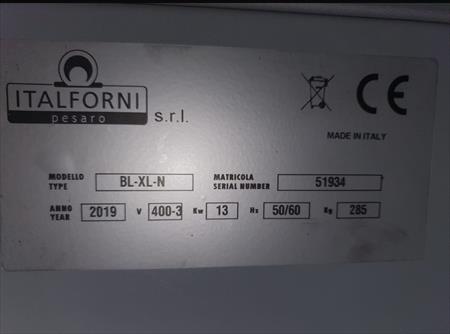 ITALFORNI
pesaro
s.r.l.
CE
MADE IN ITALY
MODELLO TYPE BL-XL-N MATRICOLA SERIAL NUMBER 51934
ANNO YEAR 2019 V 400-3 Kw 13 Hz 50/60 Kg 285